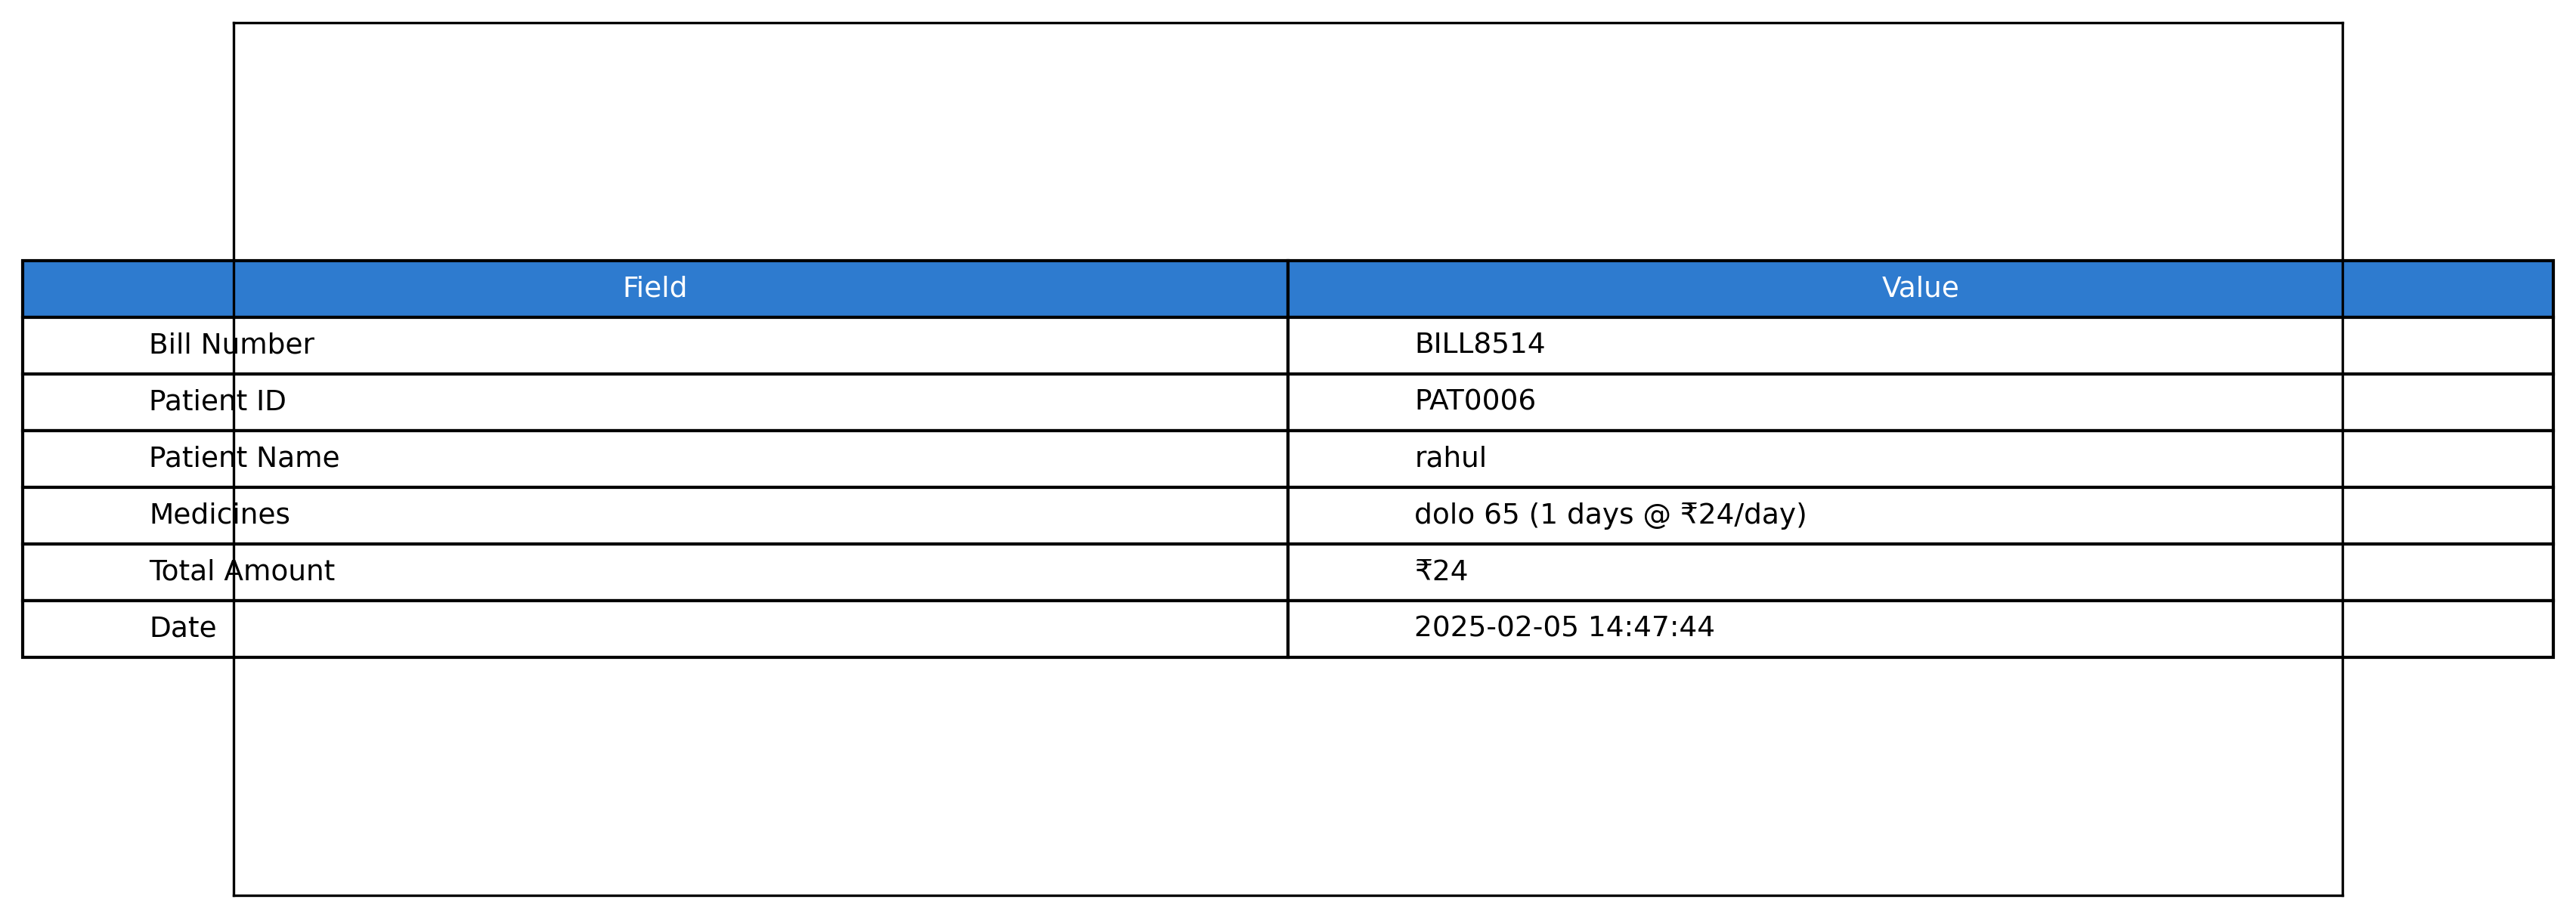 Field Value
Bill Number BILL8514
Patient ID PAT0006
Patient Name rahul
Medicines dolo 65 (1 days @ ₹24/day)
Total Amount ₹24
Date 2025-02-05 14:47:44